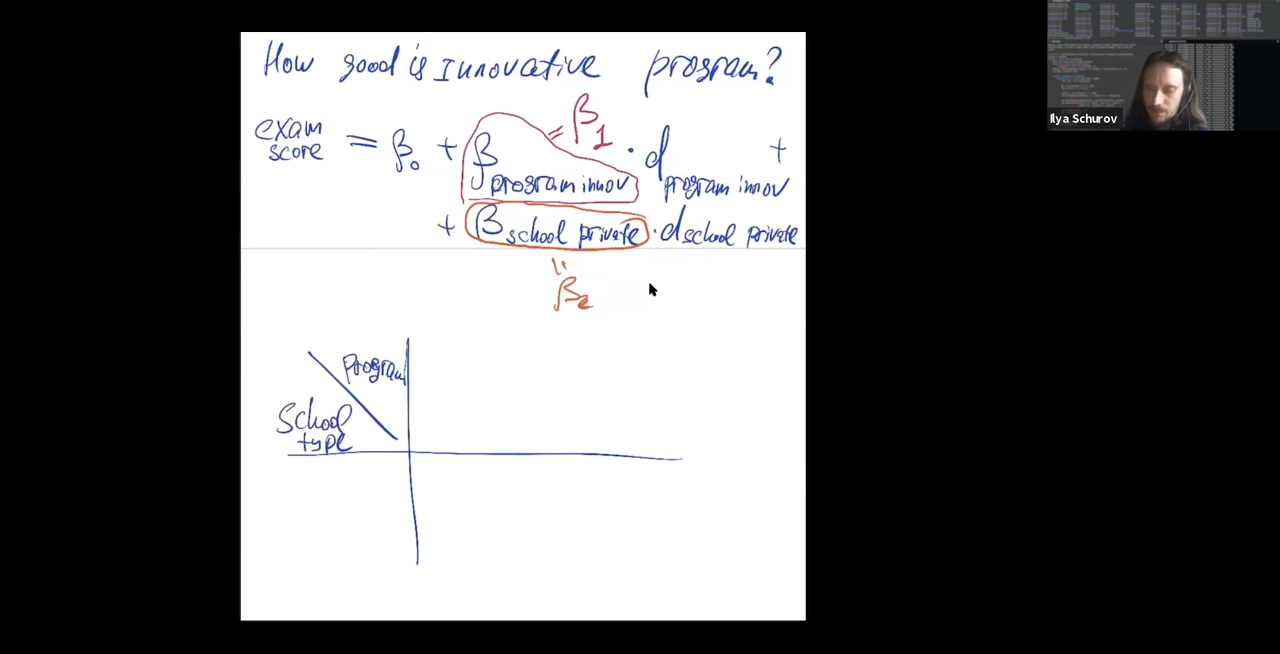 How good is innovative program?
exam score = β₀ + β program innov · d program innov +
= β₁
+ β school private · d school private
= β₂
Program
School type
Ilya Schurov